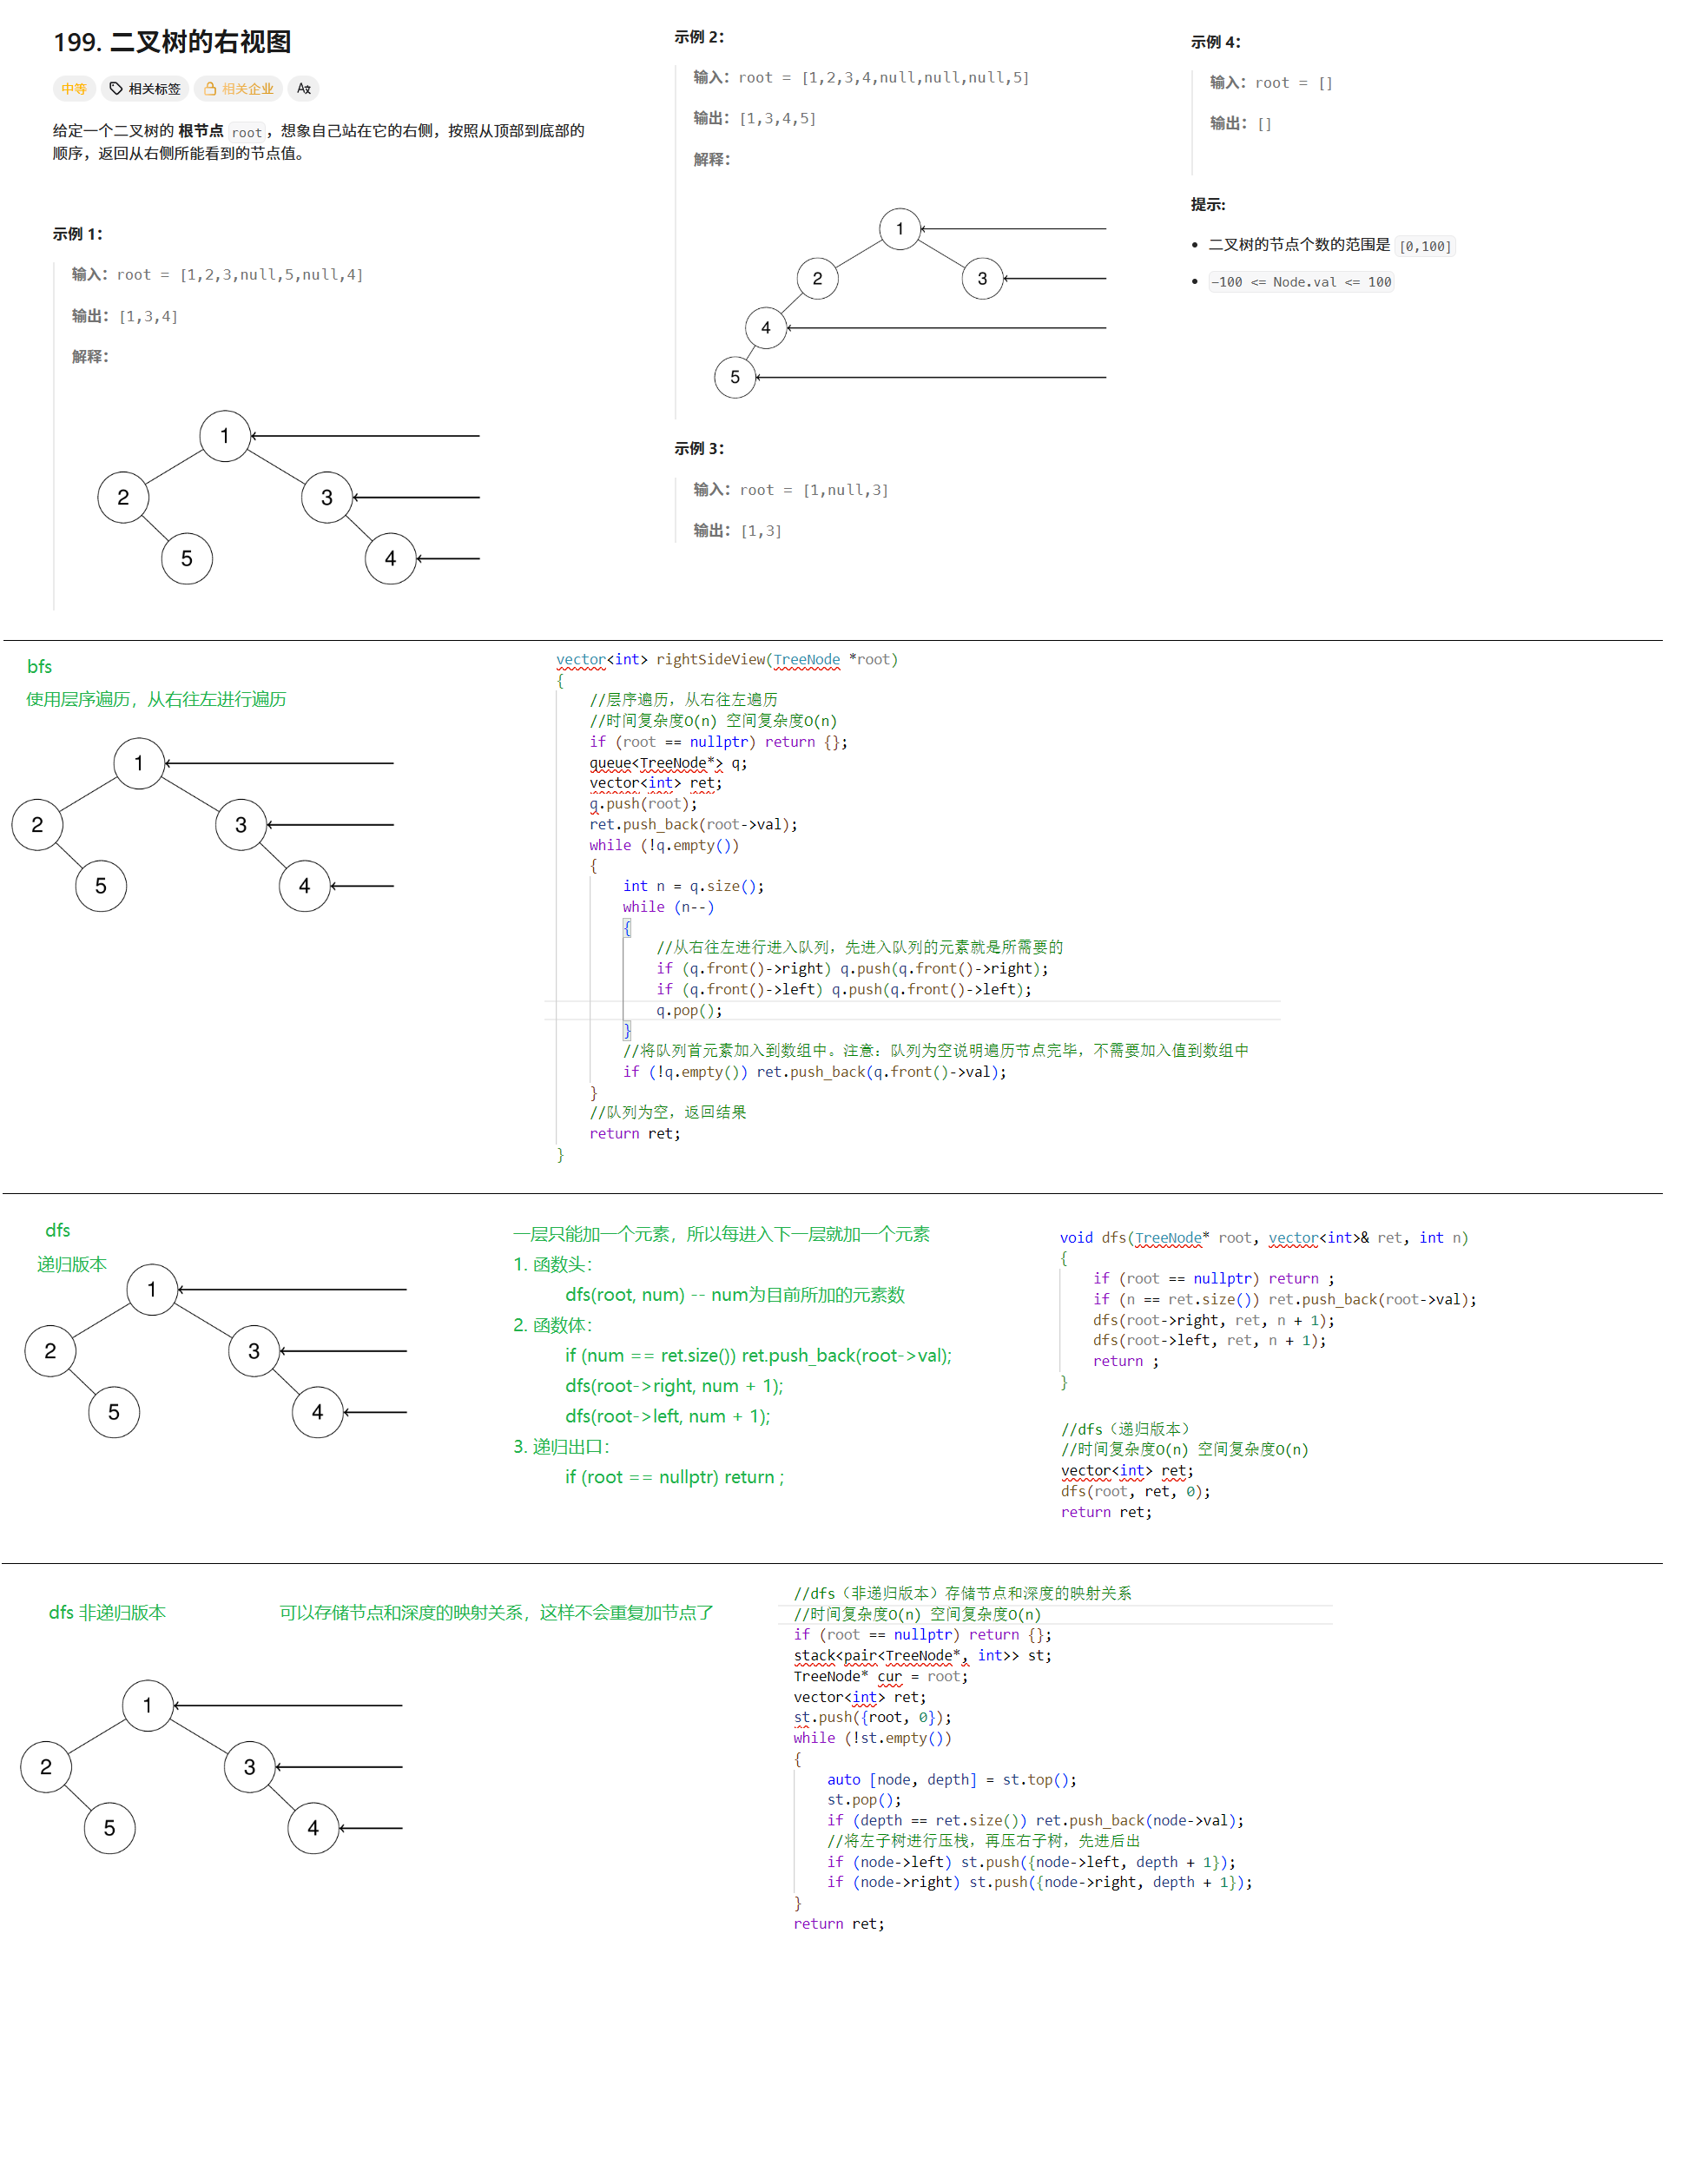 199. 二叉树的右视图
中等 相关标签 相关企业
给定一个二叉树的 根节点 root，想象自己站在它的右侧，按照从顶部到底部的
顺序，返回从右侧所能看到的节点值。
示例 1：
输入：root = [1,2,3,null,5,null,4]
输出：[1,3,4]
解释：
1
2 3
5 4
示例 2：
输入：root = [1,2,3,4,null,null,null,5]
输出：[1,3,4,5]
解释：
1
2 3
4
5
示例 3：
输入：root = [1,null,3]
输出：[1,3]
示例 4：
输入：root = []
输出：[]
提示:
• 二叉树的节点个数的范围是 [0,100]
• -100 <= Node.val <= 100
bfs
使用层序遍历，从右往左进行遍历
1
2 3
5 4
vector<int> rightSideView(TreeNode *root)
{
//层序遍历，从右往左遍历
//时间复杂度O(n) 空间复杂度O(n)
if (root == nullptr) return {};
queue<TreeNode*> q;
vector<int> ret;
q.push(root);
ret.push_back(root->val);
while (!q.empty())
{
int n = q.size();
while (n--)
{
//从右往左进行进入队列，先进入队列的元素就是所需要的
if (q.front()->right) q.push(q.front()->right);
if (q.front()->left) q.push(q.front()->left);
q.pop();
}
//将队列首元素加入到数组中。注意：队列为空说明遍历节点完毕，不需要加入值到数组中
if (!q.empty()) ret.push_back(q.front()->val);
}
//队列为空，返回结果
return ret;
}
dfs
递归版本
1
2 3
5 4
一层只能加一个元素，所以每进入下一层就加一个元素
1. 函数头：
dfs(root, num) -- num为目前所加的元素数
2. 函数体：
if (num == ret.size()) ret.push_back(root->val);
dfs(root->right, num + 1);
dfs(root->left, num + 1);
3. 递归出口：
if (root == nullptr) return ;
void dfs(TreeNode* root, vector<int>& ret, int n)
{
if (root == nullptr) return ;
if (n == ret.size()) ret.push_back(root->val);
dfs(root->right, ret, n + 1);
dfs(root->left, ret, n + 1);
return ;
}
//dfs（递归版本）
//时间复杂度O(n) 空间复杂度O(n)
vector<int> ret;
dfs(root, ret, 0);
return ret;
dfs 非递归版本
可以存储节点和深度的映射关系，这样不会重复加节点了
1
2 3
5 4
//dfs（非递归版本）存储节点和深度的映射关系
//时间复杂度O(n) 空间复杂度O(n)
if (root == nullptr) return {};
stack<pair<TreeNode*, int>> st;
TreeNode* cur = root;
vector<int> ret;
st.push({root, 0});
while (!st.empty())
{
auto [node, depth] = st.top();
st.pop();
if (depth == ret.size()) ret.push_back(node->val);
//将左子树进行压栈，再压右子树，先进后出
if (node->left) st.push({node->left, depth + 1});
if (node->right) st.push({node->right, depth + 1});
}
return ret;